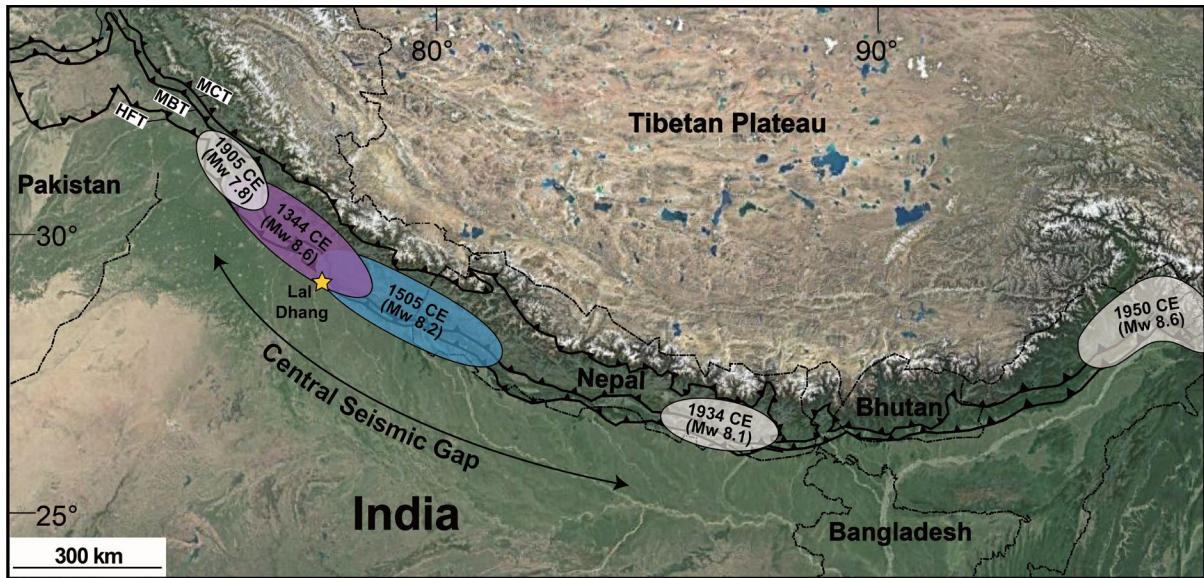 80°
90°
MCT
MBT
HFT
Tibetan Plateau
1905 CE
(Mw 7.8)
Pakistan
1344 CE
(Mw 8.6)
30°
Lal
Dhang
1505 CE
(Mw 8.2)
1950 CE
(Mw 8.6)
Central Seismic Gap
Nepal
1934 CE
(Mw 8.1)
Bhutan
25°
India
Bangladesh
300 km